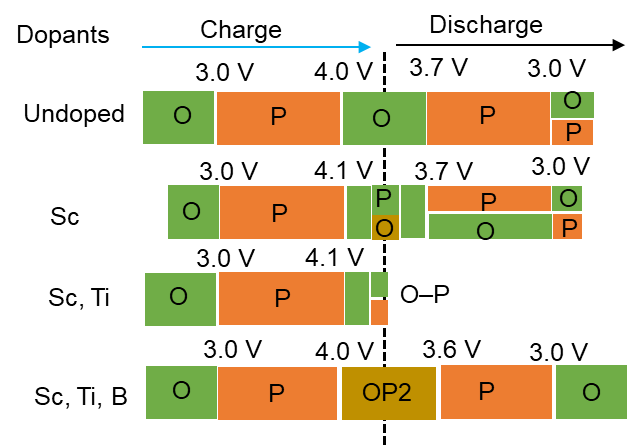 Dopants Charge Discharge
3.0 V 4.0 V 3.7 V 3.0 V
Undoped O P O P O
P
3.0 V 4.1 V 3.7 V 3.0 V
Sc O P P P O
O O P
3.0 V 4.1 V
Sc, Ti O P O–P
3.0 V 4.0 V 3.6 V 3.0 V
Sc, Ti, B O P OP2 P O